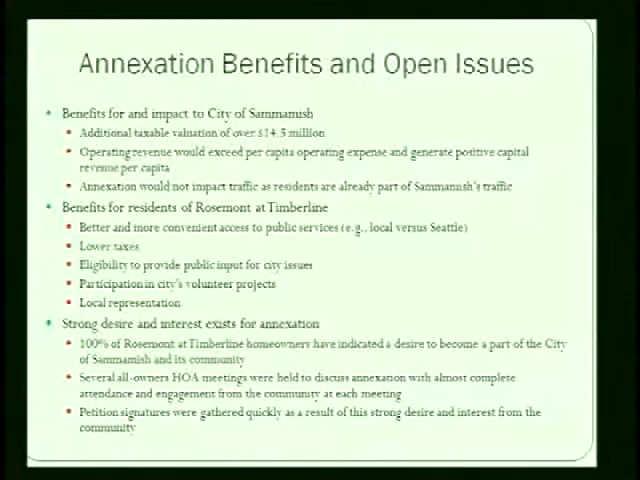 Annexation Benefits and Open Issues
Benefits for and impact to City of Sammamish
Additional taxable valuation of over $14.5 million
Operating revenue would exceed per capita operating expense and generate positive capital
revenue per capita
Annexation would not impact traffic as residents are already part of Sammamish's traffic
Benefits for residents of Rosemont at Timberline
Better and more convenient access to public services (e.g., local versus Seattle)
Lower taxes
Eligibility to provide public input for city issues
Participation in city's volunteer projects
Local representation
Strong desire and interest exists for annexation
100% of Rosemont at Timberline homeowners have indicated a desire to become a part of the City
of Sammamish and its community
Several all-owners HOA meetings were held to discuss annexation with almost complete
attendance and engagement from the community at each meeting
Petition signatures were gathered quickly as a result of this strong desire and interest from the
community